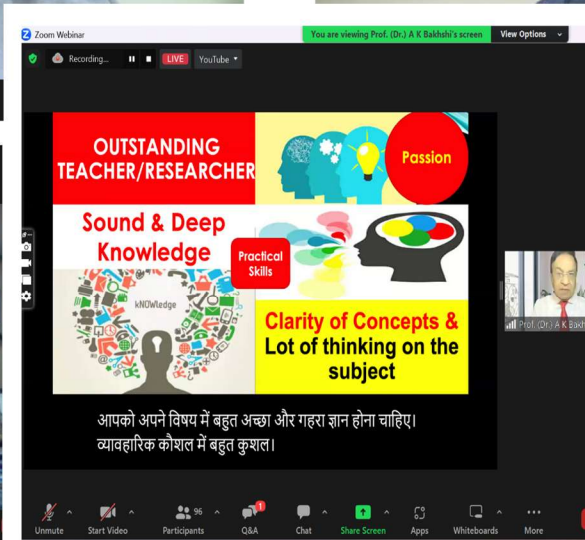 Zoom Webinar
You are viewing Prof. (Dr.) A K Bakhshi's screen
View Options
Recording...
LIVE
YouTube
OUTSTANDING
TEACHER/RESEARCHER
Passion
Sound & Deep
Knowledge
Practical
Skills
kNOWledge
Clarity of Concepts &
Lot of thinking on the
subject
Prof. (Dr.) A K Bakh
आपको अपने विषय में बहुत अच्छा और गहरा ज्ञान होना चाहिए।
व्यावहारिक कौशल में बहुत कुशल।
96
1
Unmute
Start Video
Participants
Q&A
Chat
Share Screen
Apps
Whiteboards
More